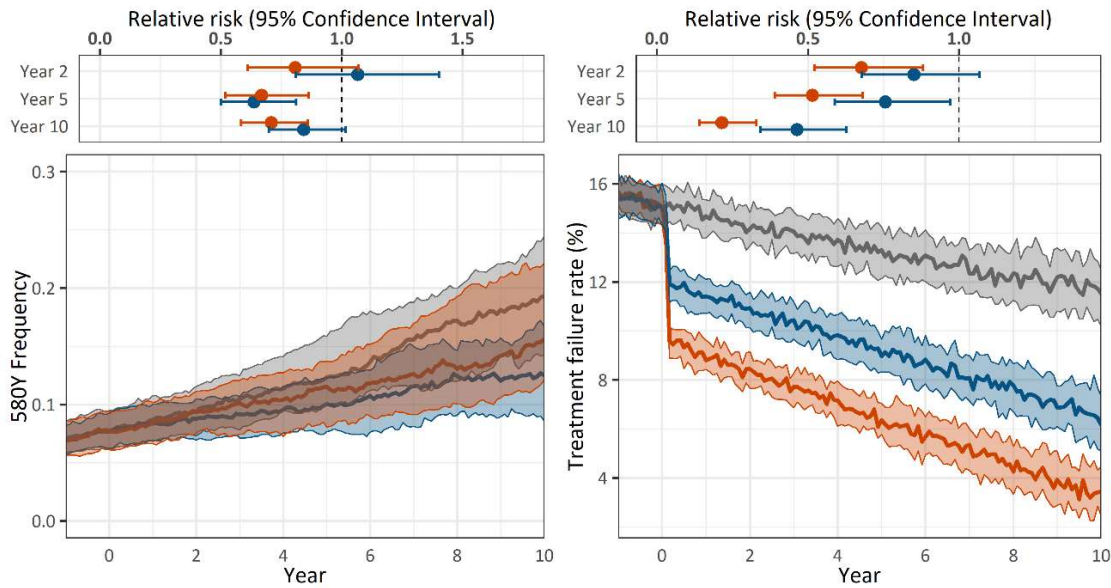 Relative risk (95% Confidence Interval)
0.0 0.5 1.0 1.5
Year 2
Year 5
Year 10
0.3
0.2
0.1
0.0
580Y Frequency
0 2 4 6 8 10
Year
Relative risk (95% Confidence Interval)
0.0 0.5 1.0
Year 2
Year 5
Year 10
16
12
8
4
Treatment failure rate (%)
0 2 4 6 8 10
Year